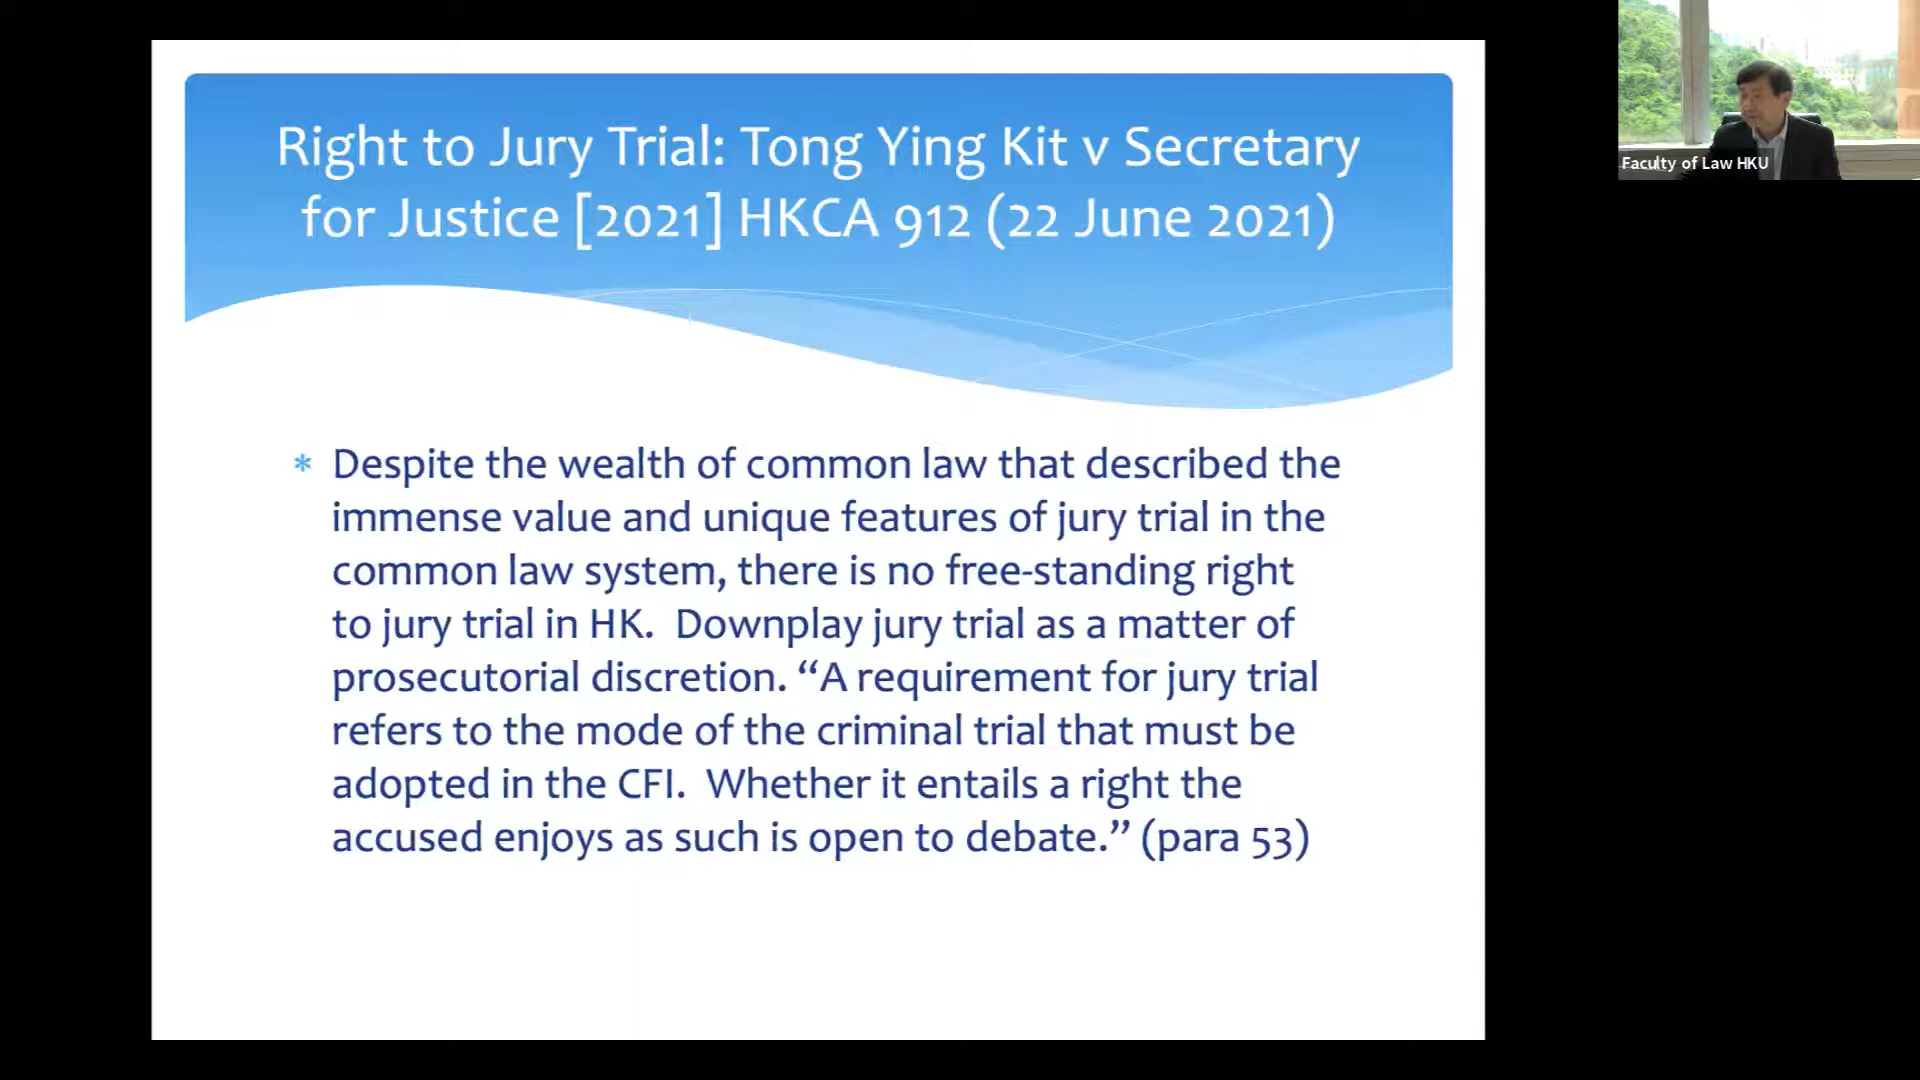 Right to Jury Trial: Tong Ying Kit v Secretary
for Justice [2021] HKCA 912 (22 June 2021)
* Despite the wealth of common law that described the
immense value and unique features of jury trial in the
common law system, there is no free-standing right
to jury trial in HK.  Downplay jury trial as a matter of
prosecutorial discretion. “A requirement for jury trial
refers to the mode of the criminal trial that must be
adopted in the CFI.  Whether it entails a right the
accused enjoys as such is open to debate.” (para 53)
Faculty of Law HKU